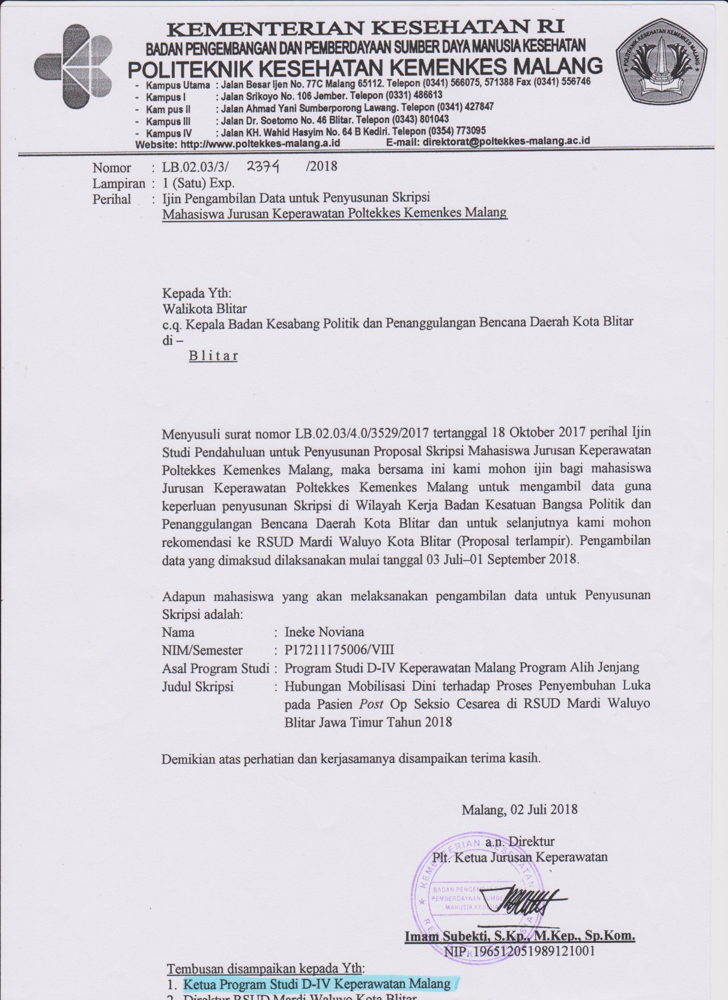 KEMENTERIAN KESEHATAN RI
BADAN PENGEMBANGAN DAN PEMBERDAYAAN SUMBER DAYA MANUSIA KESEHATAN
POLITEKNIK KESEHATAN KEMENKES MALANG
- Kampus Utama : Jalan Besar Ijen No. 77C Malang 65112. Telepon (0341) 566075, 571388 Fax (0341) 556746
- Kampus I : Jalan Srikoyo No. 106 Jember. Telepon (0331) 486613
- Kam pus II : Jalan Ahmad Yani Sumberporong Lawang. Telepon (0341) 427847
- Kampus III : Jalan Dr. Soetomo No. 46 Blitar. Telepon (0343) 801043
- Kampus IV : Jalan KH. Wahid Hasyim No. 64 B Kediri. Telepon (0354) 773095
Website: http://www.poltekkes-malang.a.id E-mail: direktorat@poltekkes-malang.ac.id
POLITEKNIK KESEHATAN KEMENKES MALANG
Nomor : LB.02.03/3/ 2374 /2018
Lampiran : 1 (Satu) Exp.
Perihal : Ijin Pengambilan Data untuk Penyusunan Skripsi
Mahasiswa Jurusan Keperawatan Poltekkes Kemenkes Malang
Kepada Yth:
Walikota Blitar
c.q. Kepala Badan Kesabang Politik dan Penanggulangan Bencana Daerah Kota Blitar
di –
B l i t a r
Menyusuli surat nomor LB.02.03/4.0/3529/2017 tertanggal 18 Oktober 2017 perihal Ijin
Studi Pendahuluan untuk Penyusunan Proposal Skripsi Mahasiswa Jurusan Keperawatan
Poltekkes Kemenkes Malang, maka bersama ini kami mohon ijin bagi mahasiswa
Jurusan Keperawatan Poltekkes Kemenkes Malang untuk mengambil data guna
keperluan penyusunan Skripsi di Wilayah Kerja Badan Kesatuan Bangsa Politik dan
Penanggulangan Bencana Daerah Kota Blitar dan untuk selanjutnya kami mohon
rekomendasi ke RSUD Mardi Waluyo Kota Blitar (Proposal terlampir). Pengambilan
data yang dimaksud dilaksanakan mulai tanggal 03 Juli–01 September 2018.
Adapun mahasiswa yang akan melaksanakan pengambilan data untuk Penyusunan
Skripsi adalah:
Nama : Ineke Noviana
NIM/Semester : P17211175006/VIII
Asal Program Studi : Program Studi D-IV Keperawatan Malang Program Alih Jenjang
Judul Skripsi : Hubungan Mobilisasi Dini terhadap Proses Penyembuhan Luka
pada Pasien Post Op Seksio Cesarea di RSUD Mardi Waluyo
Blitar Jawa Timur Tahun 2018
Demikian atas perhatian dan kerjasamanya disampaikan terima kasih.
Malang, 02 Juli 2018
a.n. Direktur
Plt. Ketua Jurusan Keperawatan
KEMENTERIAN KESEHATAN
BADAN
PEMBERDAYAAN
MANUSIA
Imam Subekti, S.Kp., M.Kep., Sp.Kom.
NIP. 196512051989121001
Tembusan disampaikan kepada Yth:
1. Ketua Program Studi D-IV Keperawatan Malang
2. Direktur RSUD Mardi Waluyo Kota Blitar